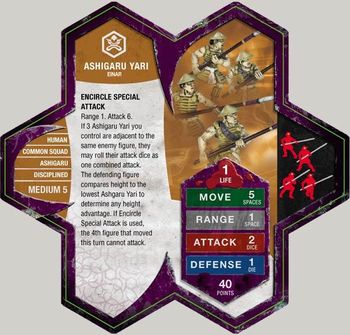 ASHIGARU YARI
EINAR
ENCIRCLE SPECIAL
ATTACK
Range 1. Attack 6.
If 3 Ashigaru Yari you
control are adjacent to the
same enemy figure, they
may roll their attack dice as
one combined attack.
The defending figure
compares height to the
lowest Ashigaru Yari to
determine any height
advantage. If Encircle
Special Attack is used,
the 4th figure that moved
this turn cannot attack.
HUMAN
COMMON SQUAD
ASHIGARU
DISCIPLINED
MEDIUM 5
1
LIFE
MOVE 5
SPACES
RANGE 1
SPACE
ATTACK 2
DICE
DEFENSE 1
DIE
40
POINTS